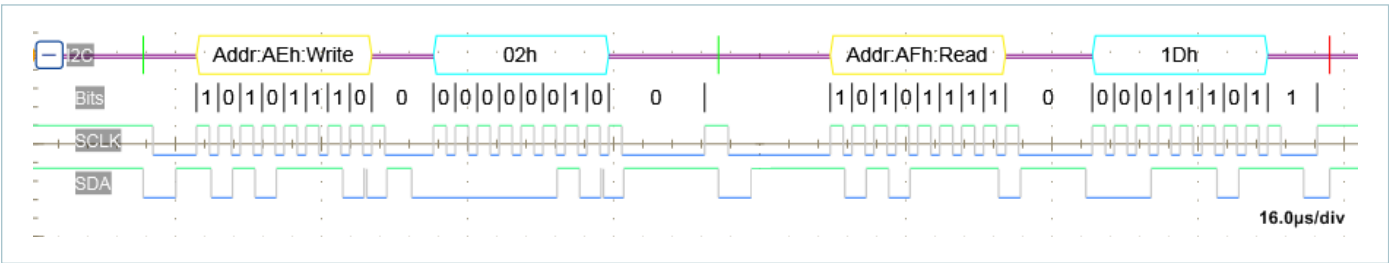 I2C Addr:AEh:Write 02h Addr:AFh:Read 1Dh
Bits 1 0 1 0 1 1 1 0 0 0 0 0 0 0 0 1 0 0 1 0 1 0 1 1 1 1 0 0 0 0 1 1 1 0 1 1
SCLK
SDA
16.0µs/div